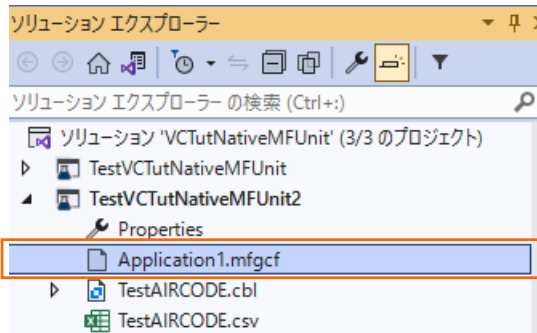 ソリューション エクスプローラー
ソリューション エクスプローラー の検索 (Ctrl+;)
ソリューション 'VCTutNativeMFUnit' (3/3 のプロジェクト)
TestVCTutNativeMFUnit
TestVCTutNativeMFUnit2
Properties
Application1.mfgcf
TestAIRCODE.cbl
TestAIRCODE.csv